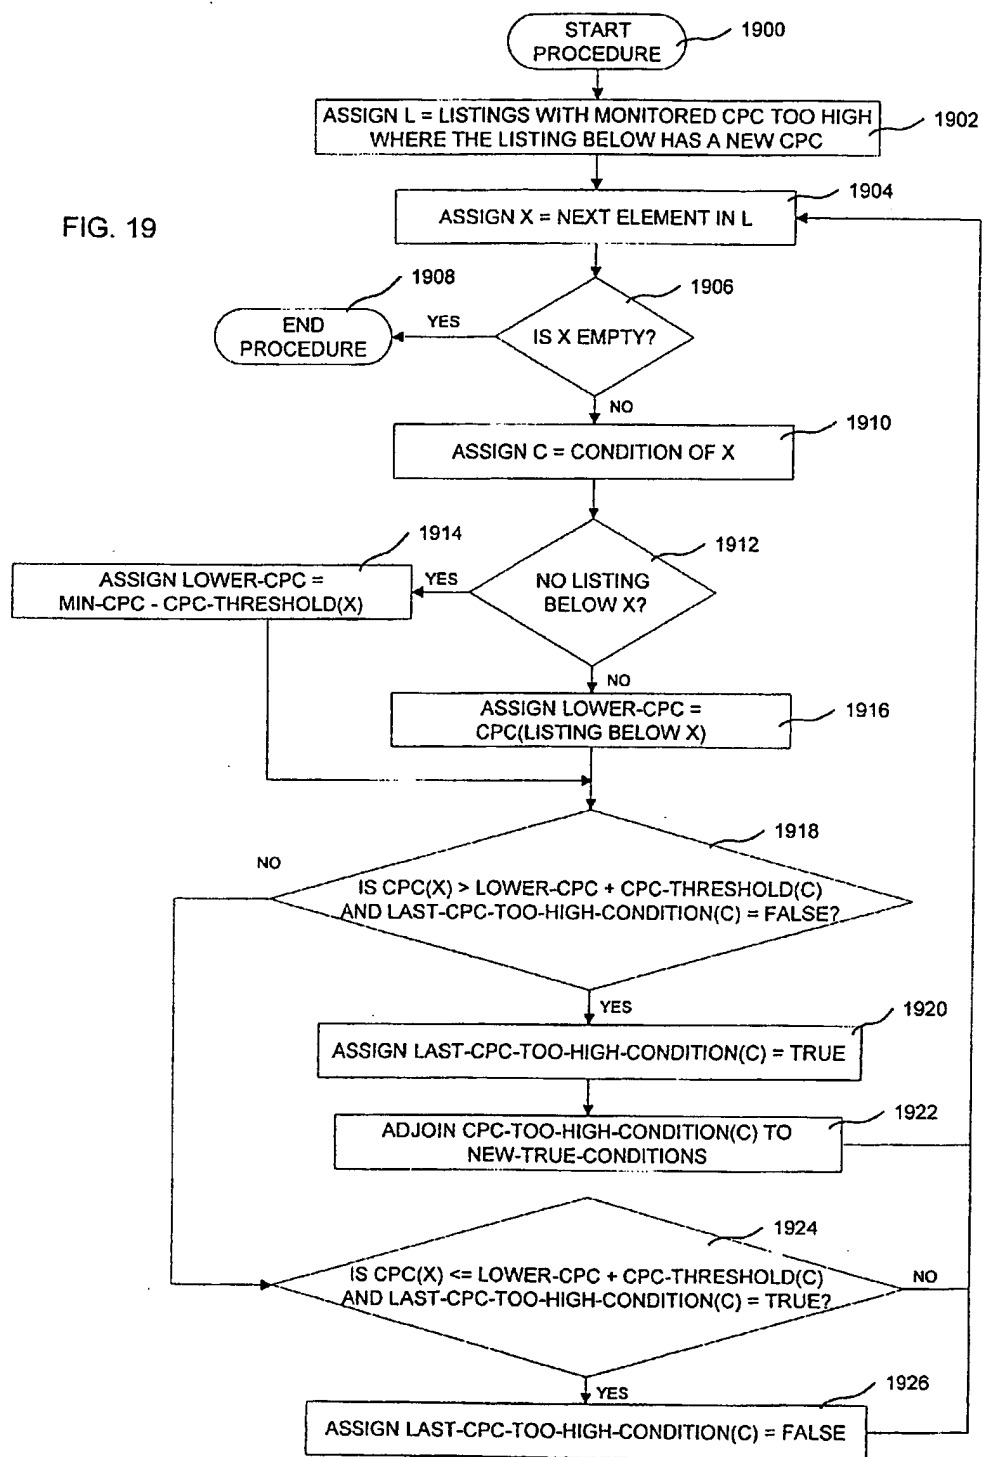 START
PROCEDURE
1900
ASSIGN L = LISTINGS WITH MONITORED CPC TOO HIGH
WHERE THE LISTING BELOW HAS A NEW CPC
1902
FIG. 19
ASSIGN X = NEXT ELEMENT IN L
1904
1908
END
PROCEDURE
YES
IS X EMPTY?
1906
NO
ASSIGN C = CONDITION OF X
1910
1914
ASSIGN LOWER-CPC =
MIN-CPC - CPC-THRESHOLD(X)
YES
NO LISTING
BELOW X?
1912
NO
ASSIGN LOWER-CPC =
CPC(LISTING BELOW X)
1916
1918
NO
IS CPC(X) > LOWER-CPC + CPC-THRESHOLD(C)
AND LAST-CPC-TOO-HIGH-CONDITION(C) = FALSE?
YES
1920
ASSIGN LAST-CPC-TOO-HIGH-CONDITION(C) = TRUE
1922
ADJOIN CPC-TOO-HIGH-CONDITION(C) TO
NEW-TRUE-CONDITIONS
1924
IS CPC(X) <= LOWER-CPC + CPC-THRESHOLD(C)
AND LAST-CPC-TOO-HIGH-CONDITION(C) = TRUE?
NO
YES
1926
ASSIGN LAST-CPC-TOO-HIGH-CONDITION(C) = FALSE